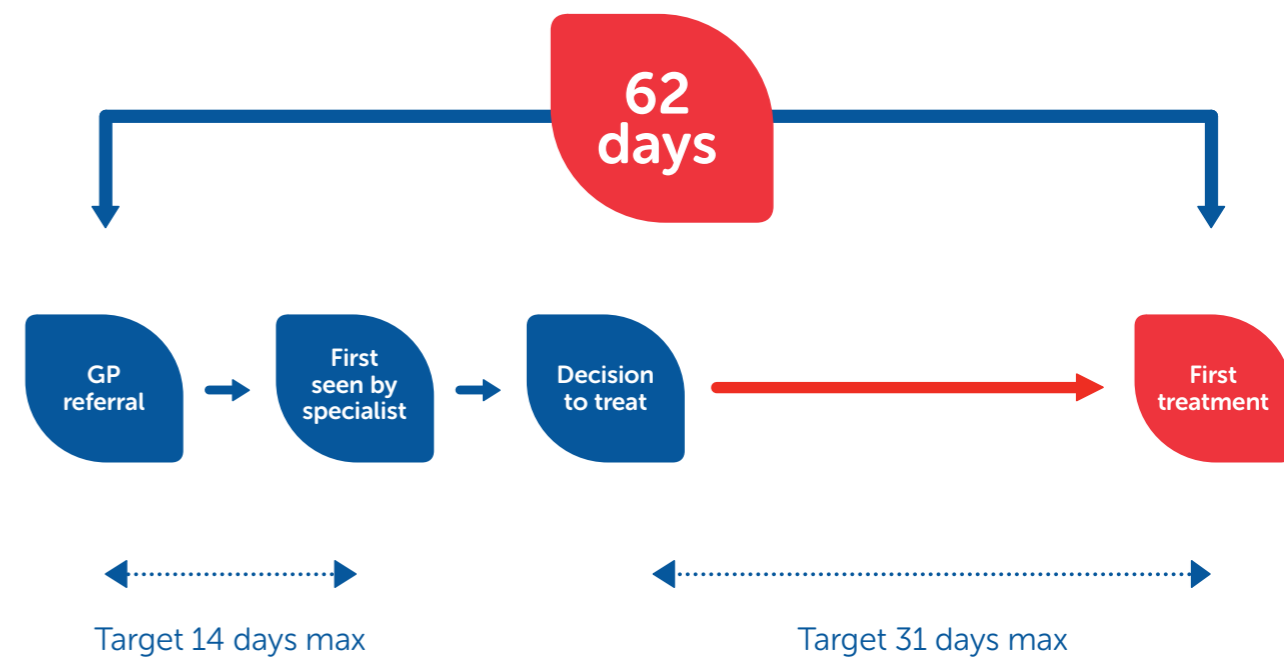 62
days
GP
referral
First
seen by
specialist
Decision
to treat
First
treatment
Target 14 days max
Target 31 days max